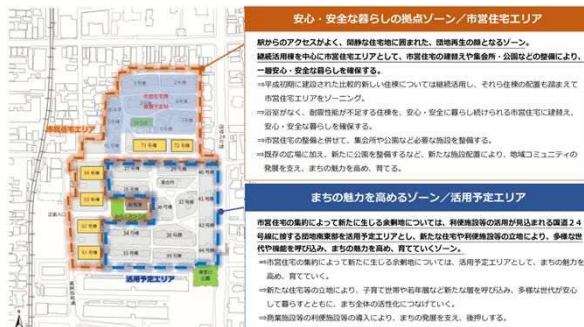 安心・安全な暮らしの拠点ゾーン／市営住宅エリア
駅からのアクセスがよく、閑静な住宅地に囲まれた、団地再生の顔となるゾーン。
継続活用棟を中心に市営住宅エリアとして、市営住宅の建替えや集会所・公園などの整備により、
一層安心・安全な暮らしを確保する。
⇒平成初期に建設された比較的新しい住棟については継続活用し、それら住棟の配置も踏まえて
市営住宅エリアをゾーニング。
⇒浴室がなく、耐震性能が不足する住棟を、安心・安全に暮らし続けられる市営住宅に建替え、
安心・安全な暮らしを確保する。
⇒市営住宅の整備と併せて、集会所や公園など必要な施設を整備する。
⇒既存の広場に加え、新たに公園を整備するなど、新たな施設配置により、地域コミュニティの
発展を支え、まちの魅力を高め、育てる。
まちの魅力を高めるゾーン／活用予定エリア
市営住宅の集約によって新たに生じる余剰地については、利便施設等の活用が見込まれる国道２４
号線に接する団地南東部を活用予定エリアとし、新たな住宅や利便施設等の立地により、多様な世
代や機能を呼び込み、まちの魅力を高め、育てていくゾーン。
⇒市営住宅の集約によって新たに生じる余剰地については、活用予定エリアとして、まちの魅力を
高め、育てていく。
⇒新たな住宅等の立地により、子育て世帯や若年層など新たな層を呼び込み、多様な世代が安心
して暮らすとともに、まち全体の活性化につなげていく。
⇒商業施設等の利便施設等の導入により、まちの発展を支え、後押しする。
市営住宅エリア
活用予定エリア
71号棟
72号棟